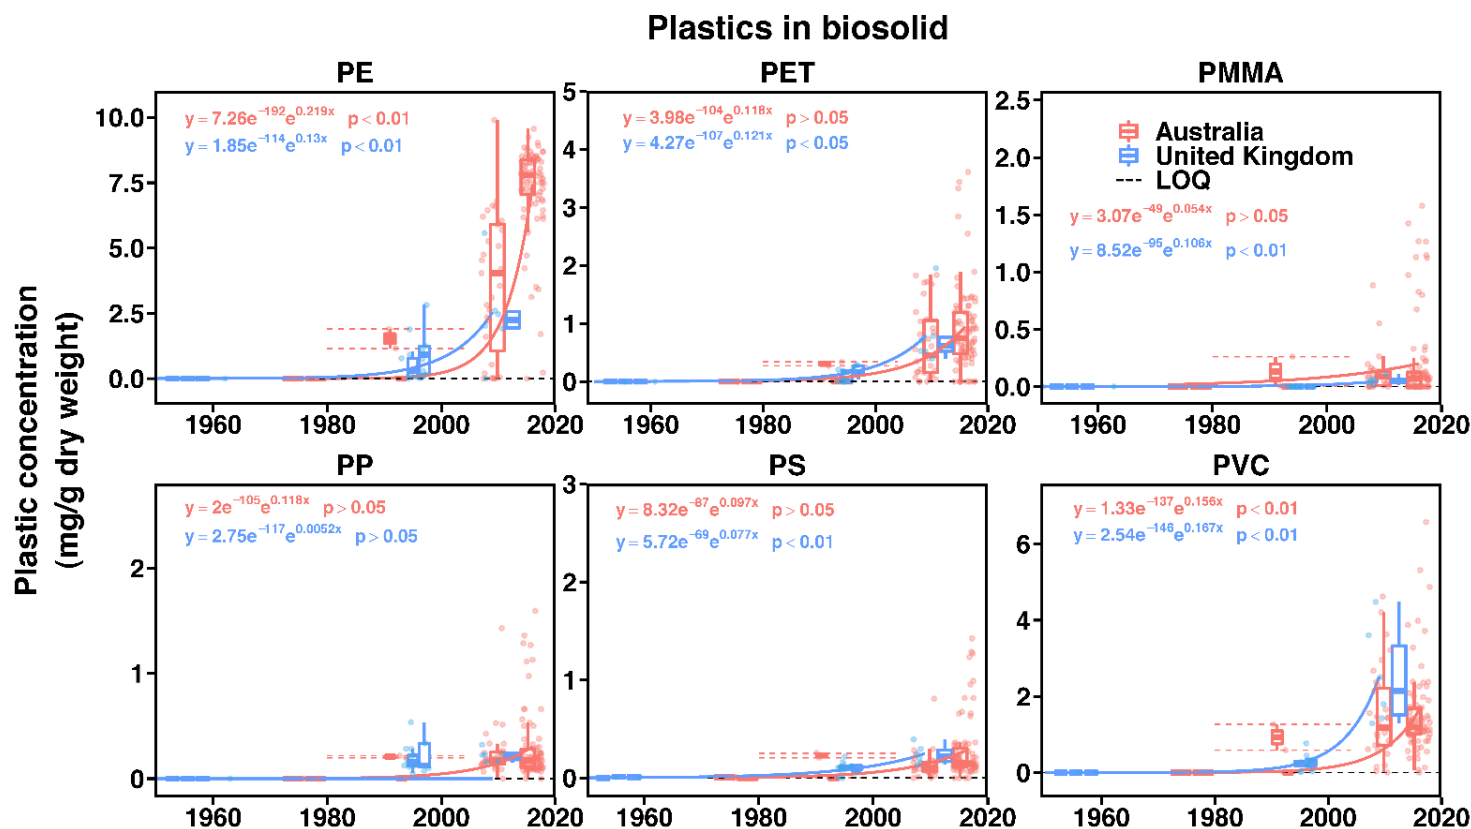 Plastics in biosolid
Plastic concentration
(mg/g dry weight)
PE
y = 7.26e^−192 e^0.219x p < 0.01
y = 1.85e^−114 e^0.13x p < 0.01
10.0
7.5
5.0
2.5
0.0
1960 1980 2000 2020
PET
y = 3.98e^−104 e^0.118x p > 0.05
y = 4.27e^−107 e^0.121x p < 0.05
5
4
3
2
1
0
1960 1980 2000 2020
PMMA
Australia
United Kingdom
LOQ
y = 3.07e^−49 e^0.054x p > 0.05
y = 8.52e^−95 e^0.106x p < 0.01
2.5
2.0
1.5
1.0
0.5
0.0
1960 1980 2000 2020
PP
y = 2e^−105 e^0.118x p > 0.05
y = 2.75e^−117 e^0.0052x p > 0.05
2
1
0
1960 1980 2000 2020
PS
y = 8.32e^−87 e^0.097x p > 0.05
y = 5.72e^−69 e^0.077x p < 0.01
3
2
1
0
1960 1980 2000 2020
PVC
y = 1.33e^−137 e^0.156x p < 0.01
y = 2.54e^−146 e^0.167x p < 0.01
6
4
2
0
1960 1980 2000 2020